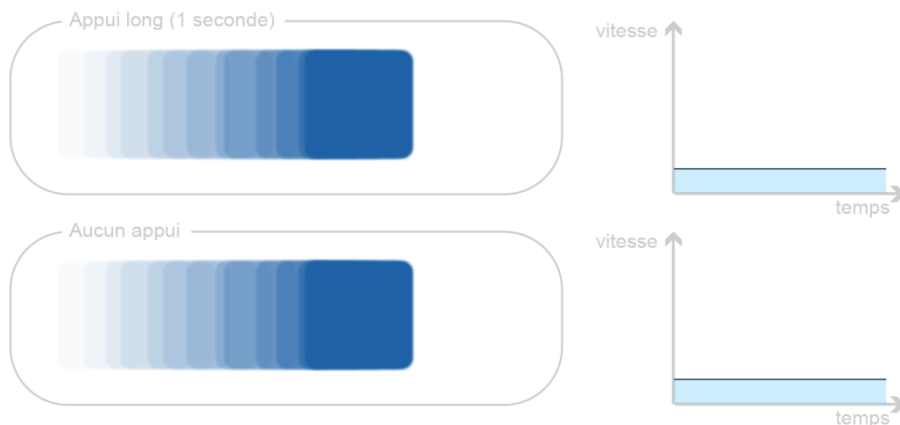 Appui long (1 seconde)
vitesse
temps
Aucun appui
vitesse
temps